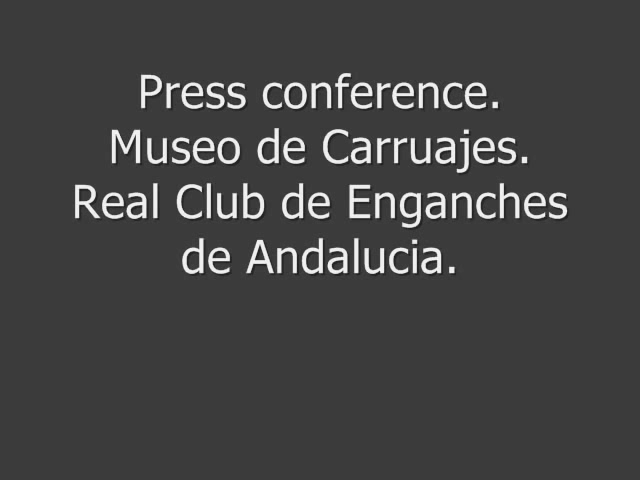 Press conference.
Museo de Carruajes.
Real Club de Enganches
de Andalucia.